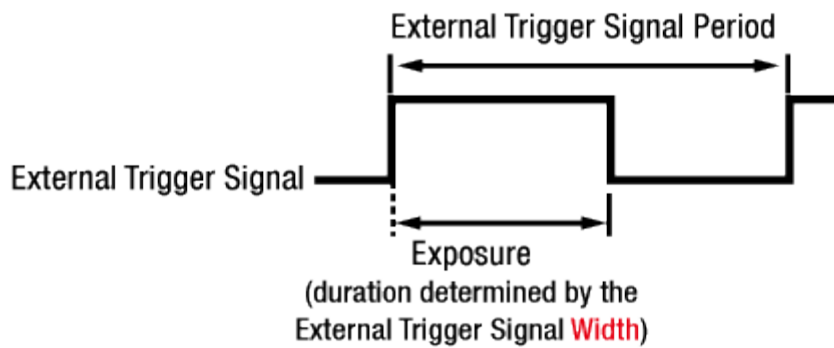 External Trigger Signal Period
External Trigger Signal
Exposure
(duration determined by the
External Trigger Signal Width)